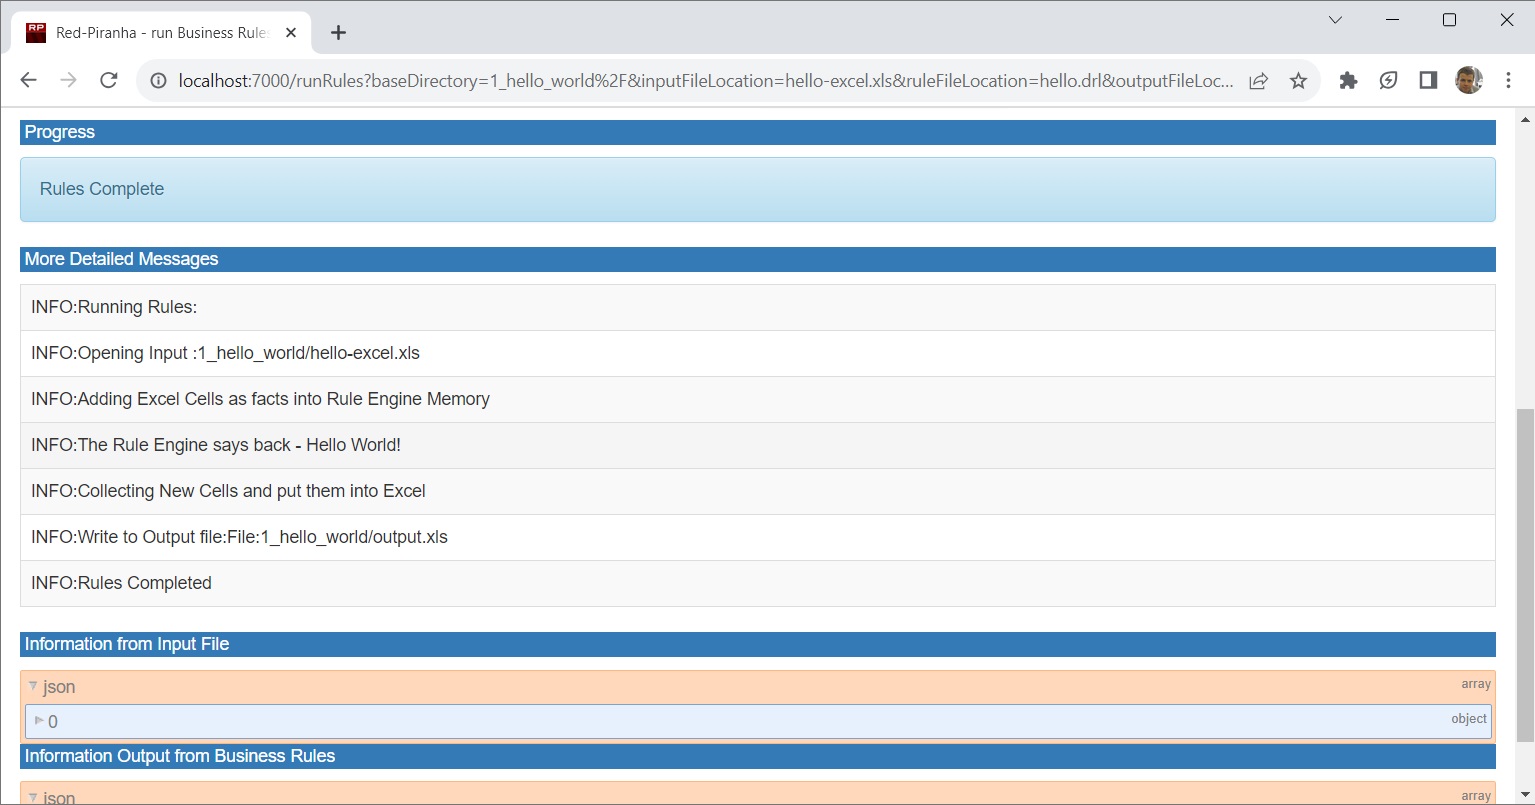 RP
Red-Piranha - run Business Rules
localhost:7000/runRules?baseDirectory=1_hello_world%2F&inputFileLocation=hello-excel.xls&ruleFileLocation=hello.drl&outputFileLoc...
Progress
Rules Complete
More Detailed Messages
INFO:Running Rules:
INFO:Opening Input :1_hello_world/hello-excel.xls
INFO:Adding Excel Cells as facts into Rule Engine Memory
INFO:The Rule Engine says back - Hello World!
INFO:Collecting New Cells and put them into Excel
INFO:Write to Output file:File:1_hello_world/output.xls
INFO:Rules Completed
Information from Input File
json array
0 object
Information Output from Business Rules
json array